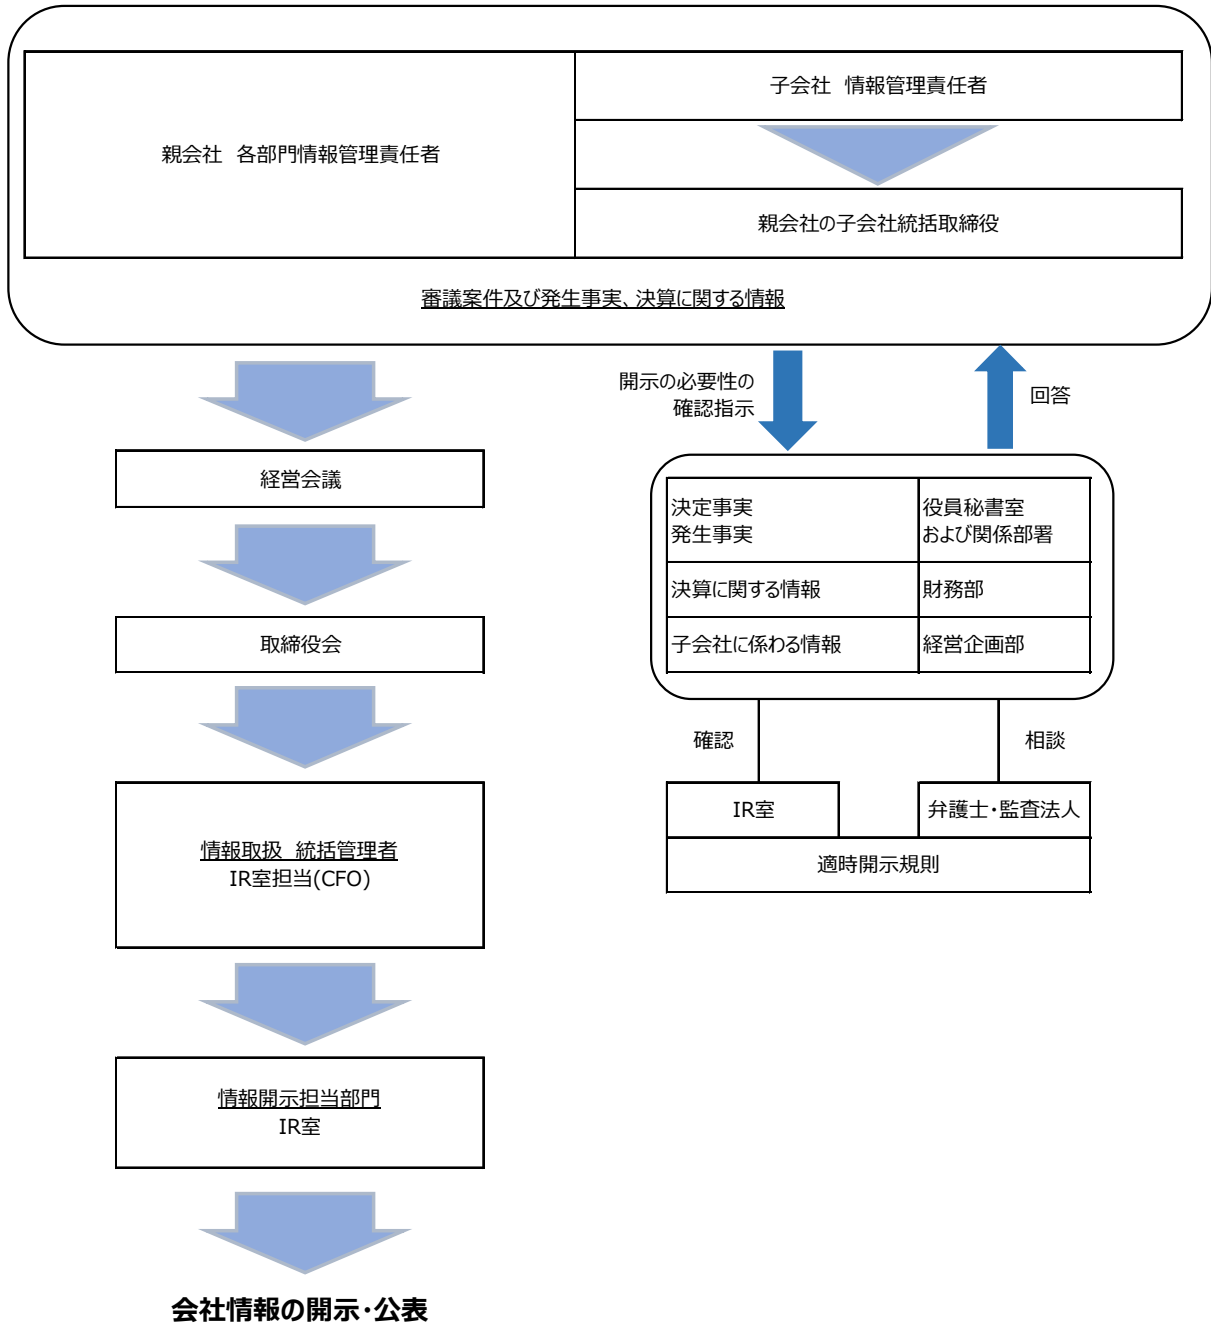 子会社 情報管理責任者
親会社 各部門情報管理責任者
親会社の子会社統括取締役
審議案件及び発生事実、決算に関する情報
開示の必要性の
確認指示
回答
経営会議
決定事実
発生事実
役員秘書室
および関係部署
決算に関する情報
財務部
子会社に係わる情報
経営企画部
取締役会
確認
相談
IR室
弁護士・監査法人
適時開示規則
情報取扱 統括管理者
IR室担当(CFO)
情報開示担当部門
IR室
会社情報の開示・公表